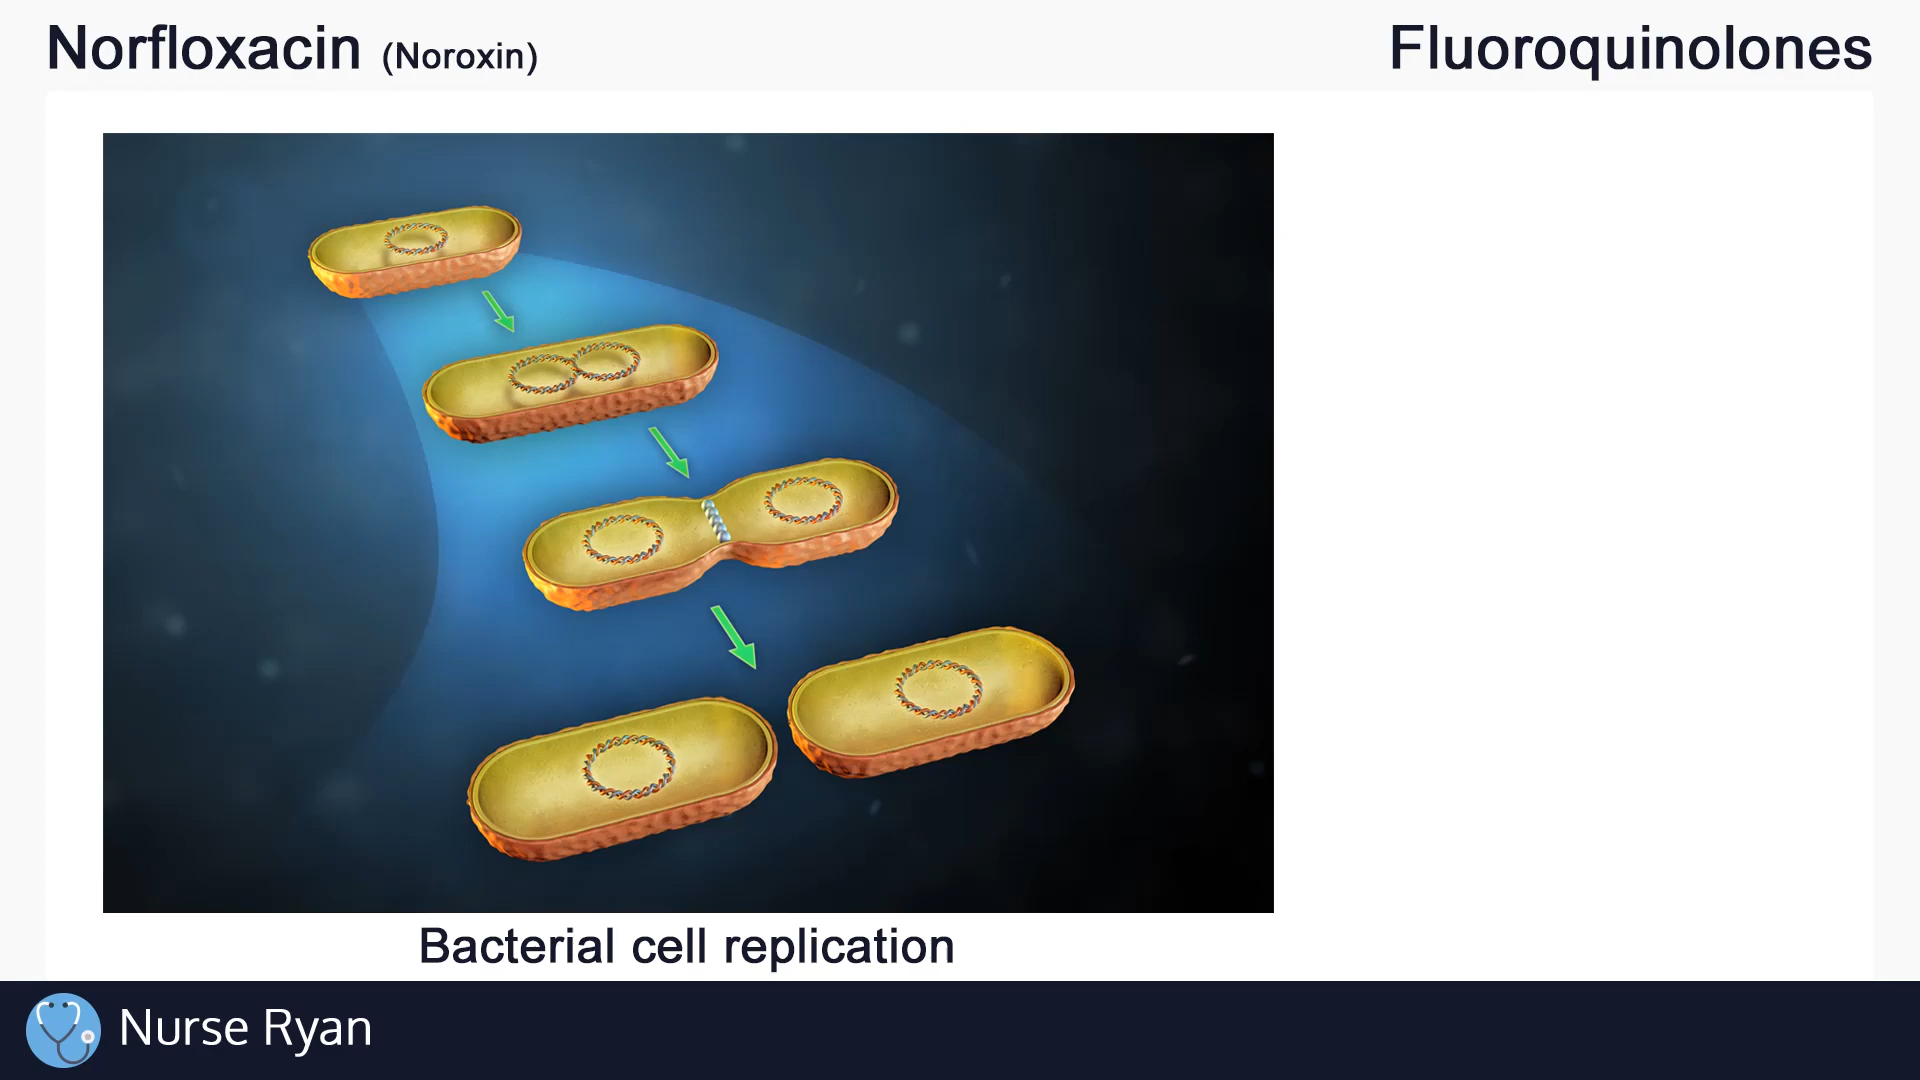 Norfloxacin (Noroxin)
Fluoroquinolones
Bacterial cell replication
Nurse Ryan